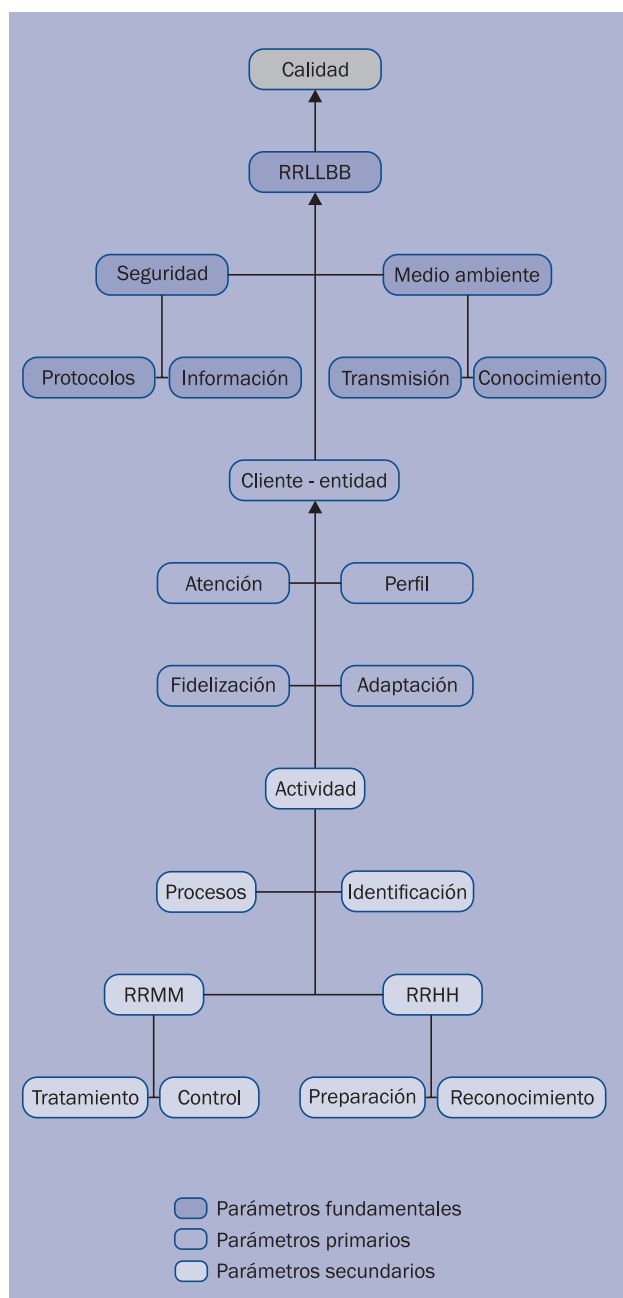 Calidad
RRLLBB
Seguridad
Medio ambiente
Protocolos
Información
Transmisión
Conocimiento
Cliente - entidad
Atención
Perfil
Fidelización
Adaptación
Actividad
Procesos
Identificación
RRMM
RRHH
Tratamiento
Control
Preparación
Reconocimiento
Parámetros fundamentales
Parámetros primarios
Parámetros secundarios